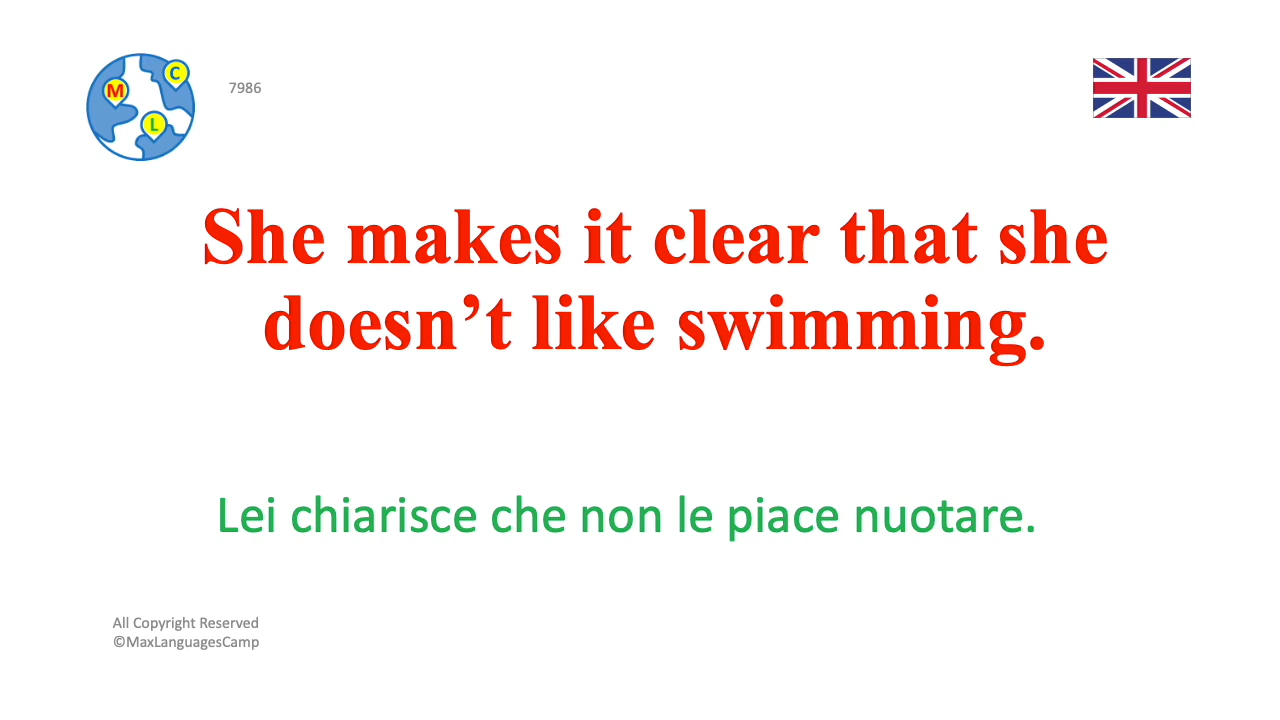 C
M
L
7986
She makes it clear that she
doesn’t like swimming.
Lei chiarisce che non le piace nuotare.
All Copyright Reserved
©MaxLanguagesCamp